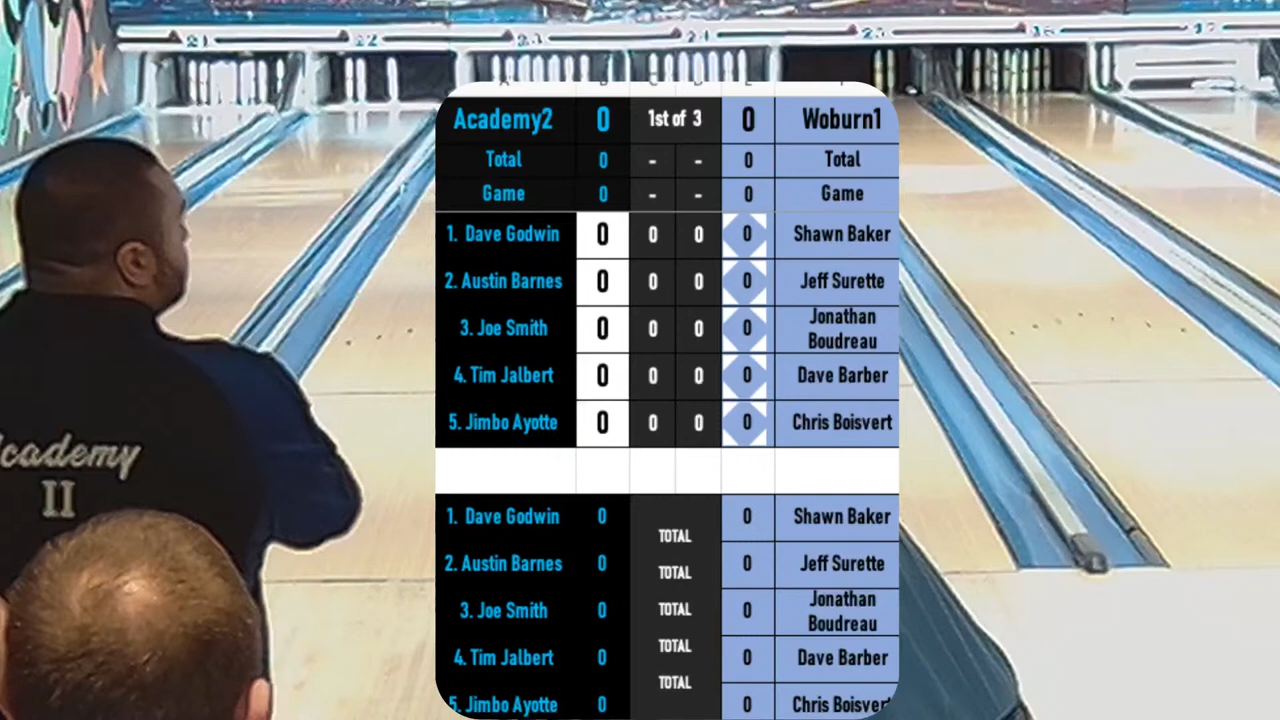 21 22 23 24 25 26 27
Academy2 0 1st of 3 0 Woburn1
Total 0 - - 0 Total
Game 0 - - 0 Game
1. Dave Godwin 0 0 0 0 Shawn Baker
2. Austin Barnes 0 0 0 0 Jeff Surette
3. Joe Smith 0 0 0 0 Jonathan
Boudreau
4. Tim Jalbert 0 0 0 0 Dave Barber
5. Jimbo Ayotte 0 0 0 0 Chris Boisvert
1. Dave Godwin 0 TOTAL 0 Shawn Baker
2. Austin Barnes 0 TOTAL 0 Jeff Surette
3. Joe Smith 0 TOTAL 0 Jonathan
Boudreau
4. Tim Jalbert 0 TOTAL 0 Dave Barber
5. Jimbo Ayotte 0 TOTAL 0 Chris Boisvert
cademy
II